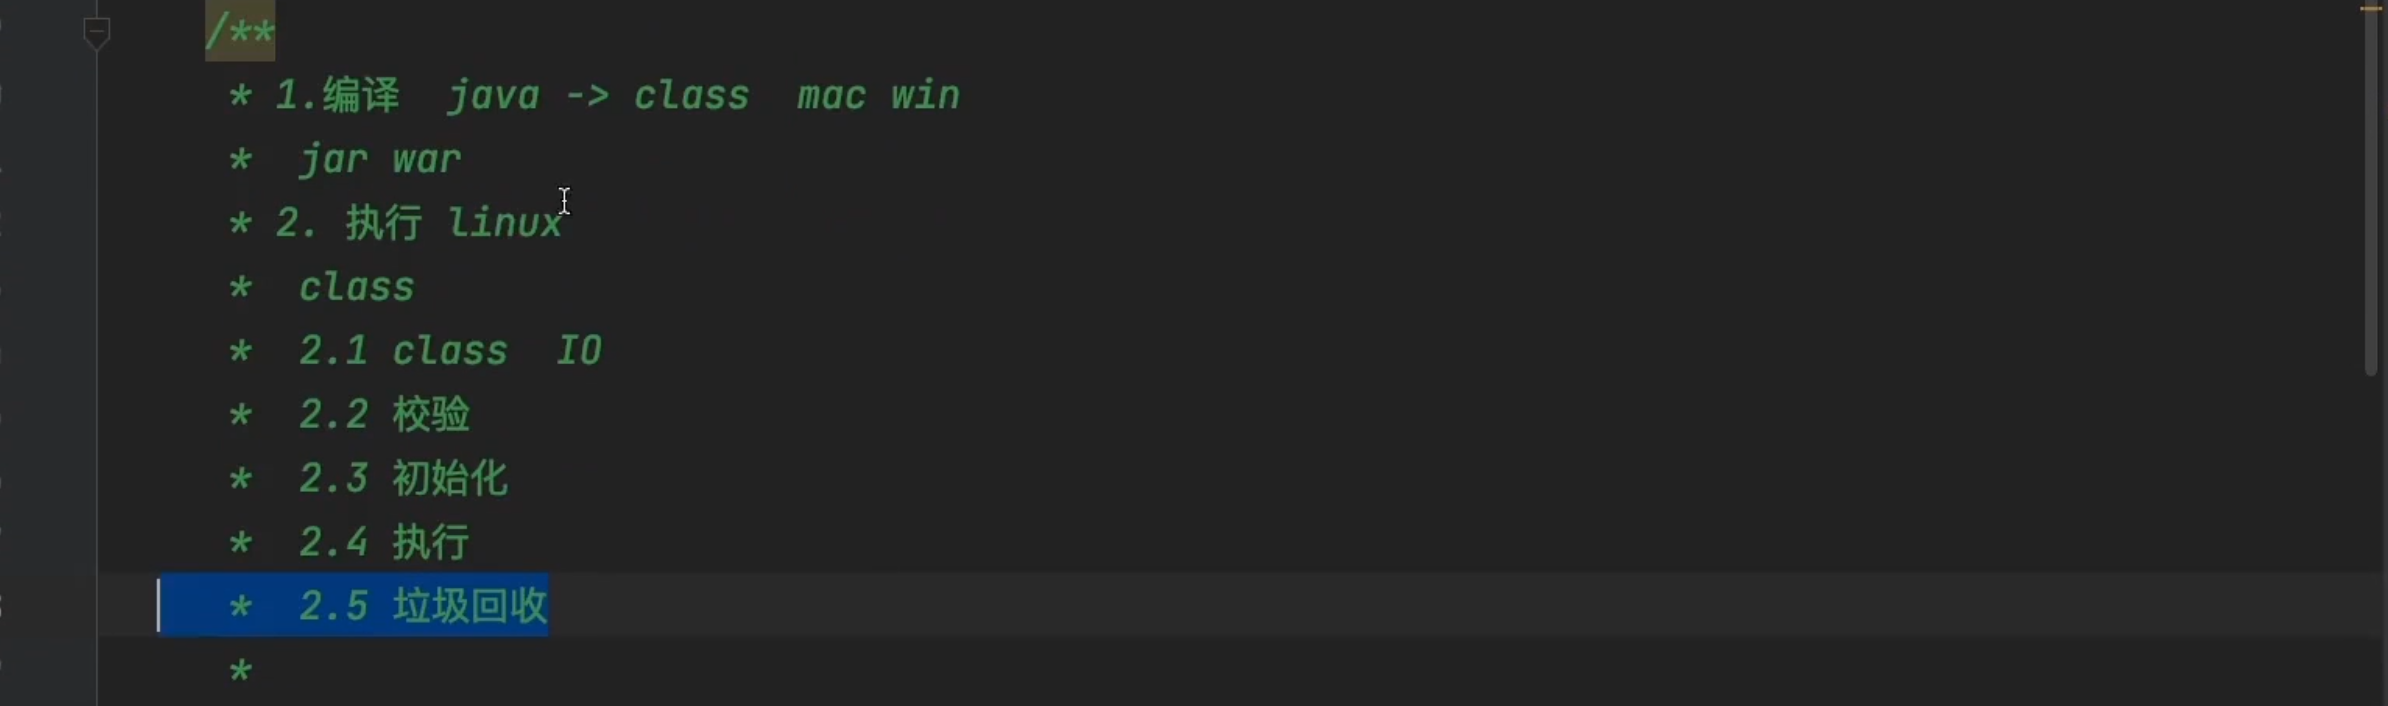 /**
* 1.编译  java -> class  mac win
*  jar war
* 2. 执行 linux
*  class
*  2.1 class  IO
*  2.2 校验
*  2.3 初始化
*  2.4 执行
*  2.5 垃圾回收
*